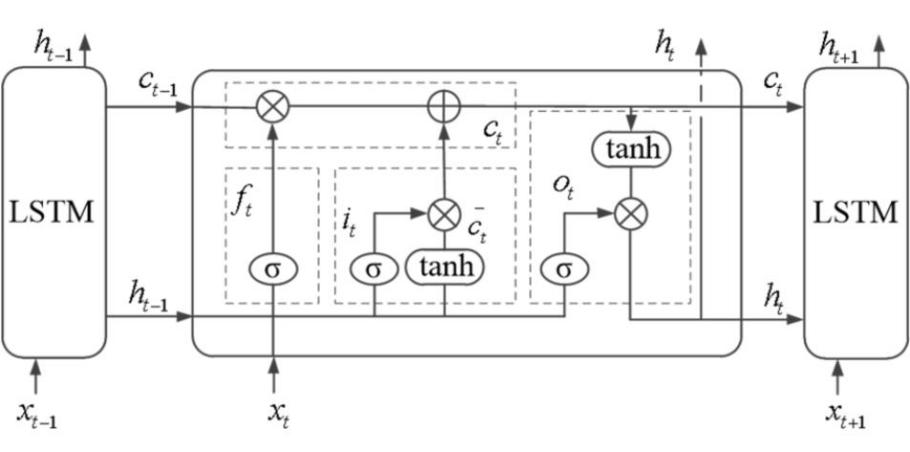 h_{t-1} h_t h_{t+1}
c_{t-1} c_t
c_t
tanh
f_t i_t c̄_t o_t
LSTM LSTM
σ σ tanh σ
h_{t-1} h_t
x_{t-1} x_t x_{t+1}